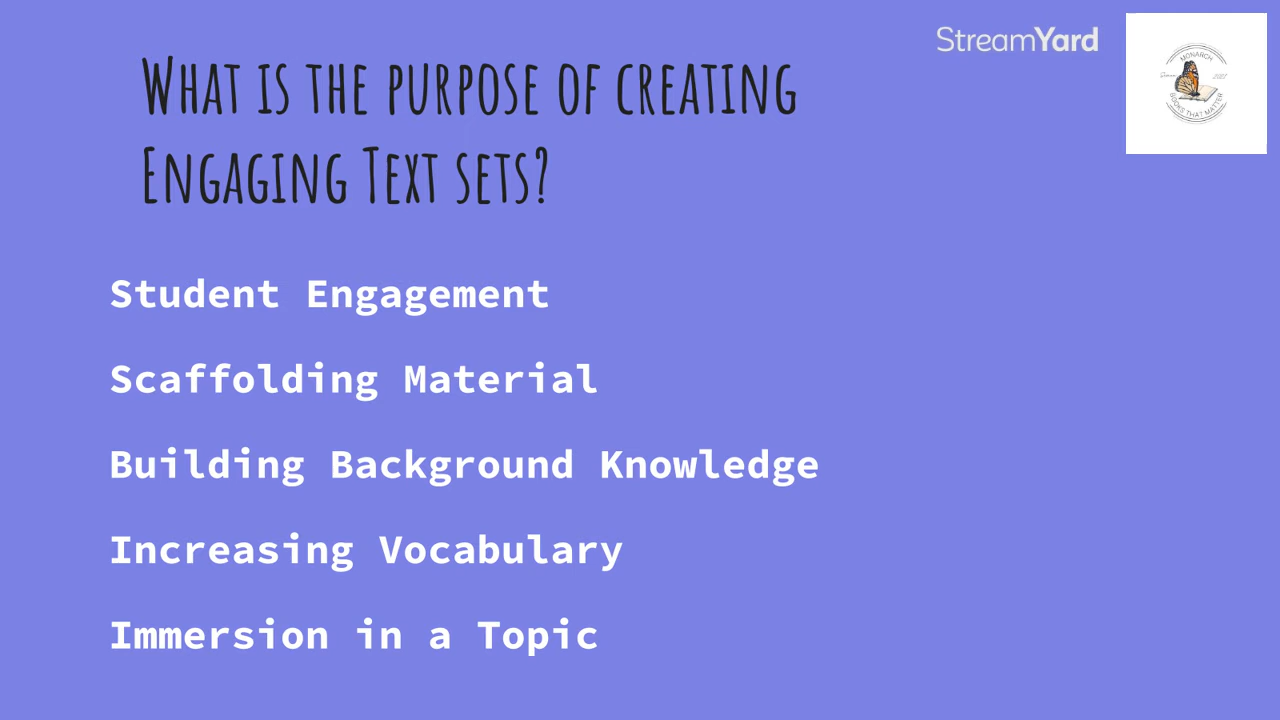 StreamYard
MONARCH
BOOKS THAT MATTER
What is the purpose of creating
Engaging Text sets?
Student Engagement
Scaffolding Material
Building Background Knowledge
Increasing Vocabulary
Immersion in a Topic